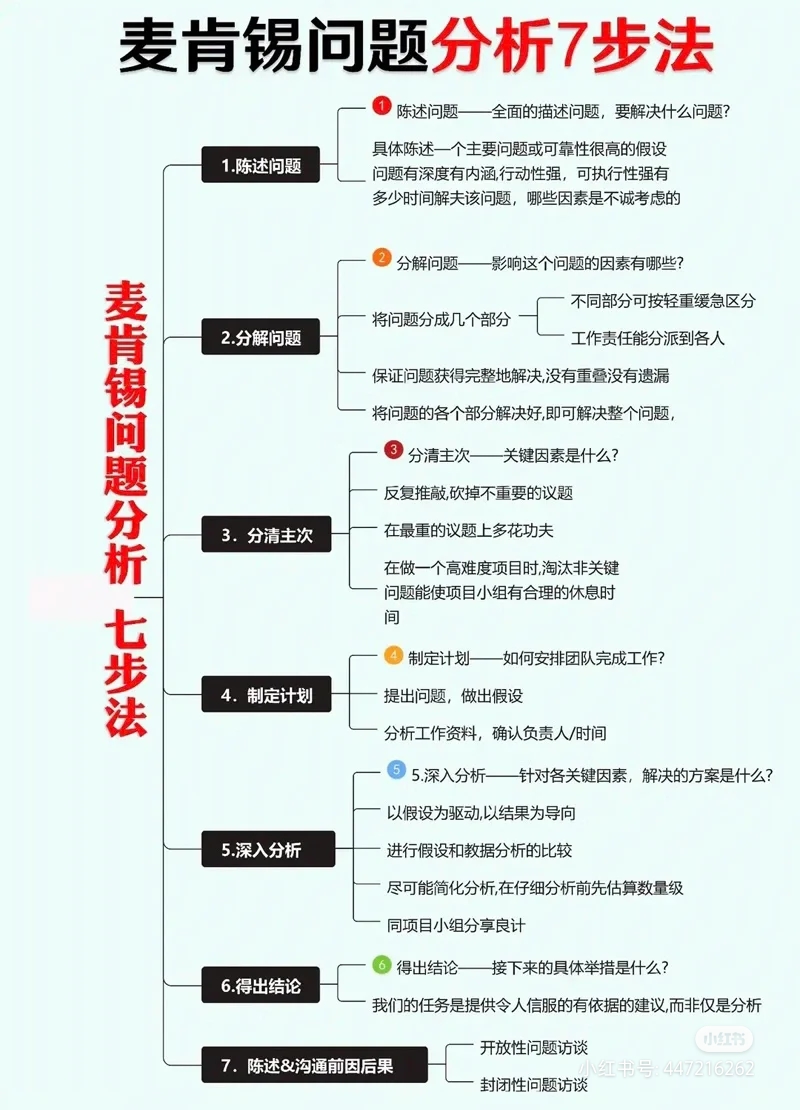 麦肯锡问题分析7步法
麦肯锡问题分析 七步法
1.陈述问题
1 陈述问题——全面的描述问题，要解决什么问题?
具体陈述一个主要问题或可靠性很高的假设
问题有深度有内涵,行动性强，可执行性强有
多少时间解夫该问题，哪些因素是不诚考虑的
2.分解问题
2 分解问题——影响这个问题的因素有哪些?
将问题分成几个部分
不同部分可按轻重缓急区分
工作责任能分派到各人
保证问题获得完整地解决,没有重叠没有遗漏
将问题的各个部分解决好,即可解决整个问题，
3．分清主次
3 分清主次——关键因素是什么?
反复推敲,砍掉不重要的议题
在最重的议题上多花功夫
在做一个高难度项目时,淘汰非关键
问题能使项目小组有合理的休息时
间
4．制定计划
4 制定计划——如何安排团队完成工作?
提出问题，做出假设
分析工作资料，确认负责人/时间
5.深入分析
5 5.深入分析——针对各关键因素，解决的方案是什么?
以假设为驱动,以结果为导向
进行假设和教据分析的比较
尽可能简化分析,在仔细分析前先估算数量级
同项目小组分享良计
6.得出结论
6 得出结论——接下来的具体举措是什么?
我们的任务是提供令人信服的有依据的建议,而非仅是分析
7．陈述&沟通前因后果
开放性问题访谈
封闭性问题访谈
小红书
小红书号: 447216262